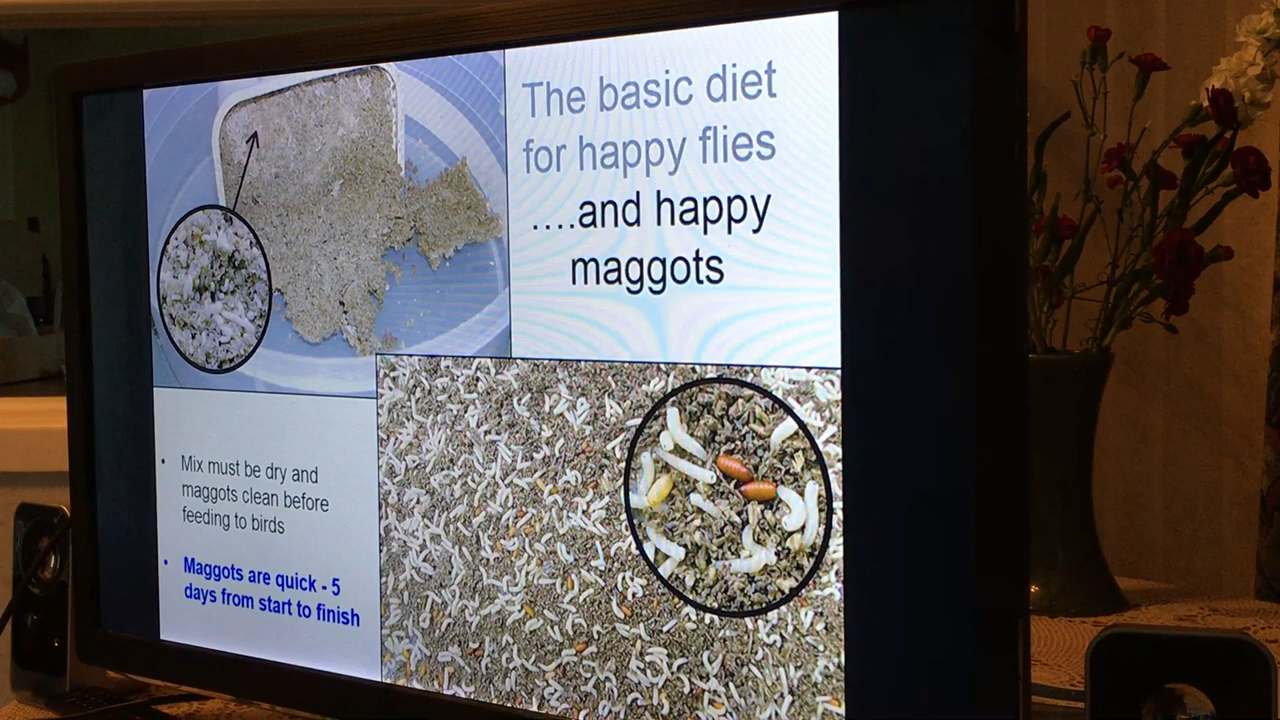 The basic diet
for happy flies
....and happy
maggots
• Mix must be dry and
maggots clean before
feeding to birds
• Maggots are quick - 5
days from start to finish